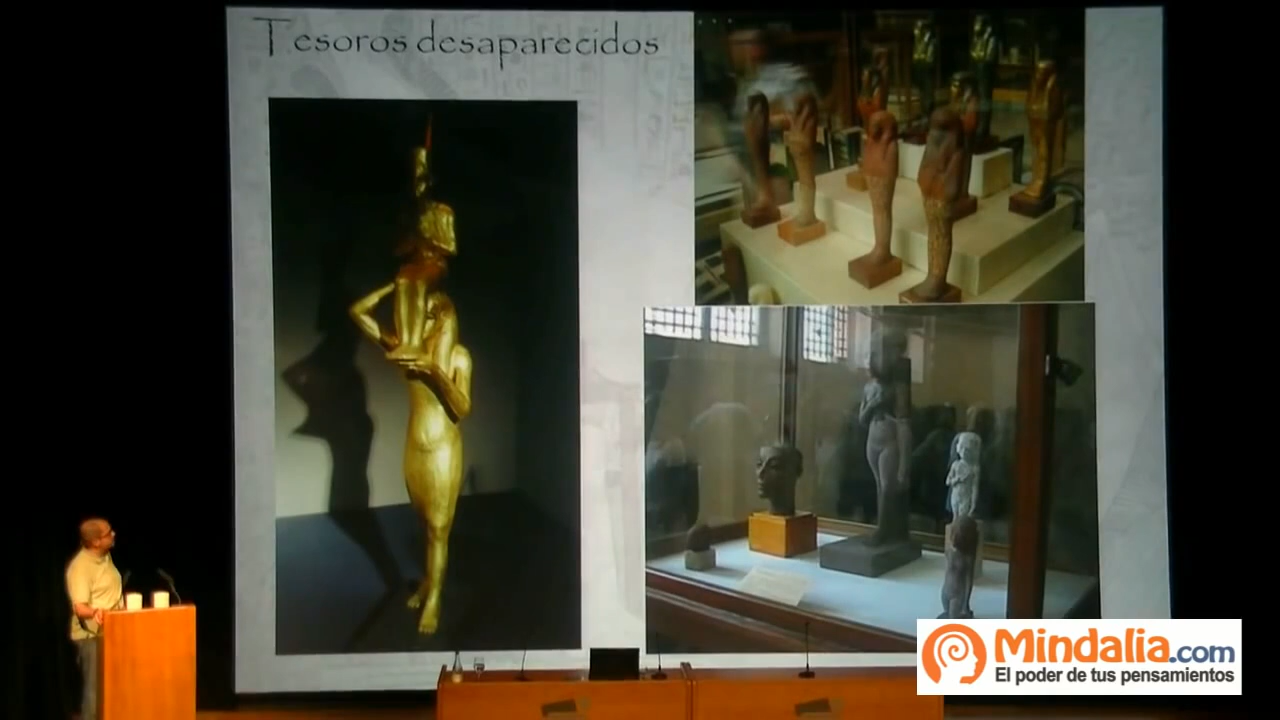 Tesoros desaparecidos
Mindalia.com
El poder de tus pensamientos